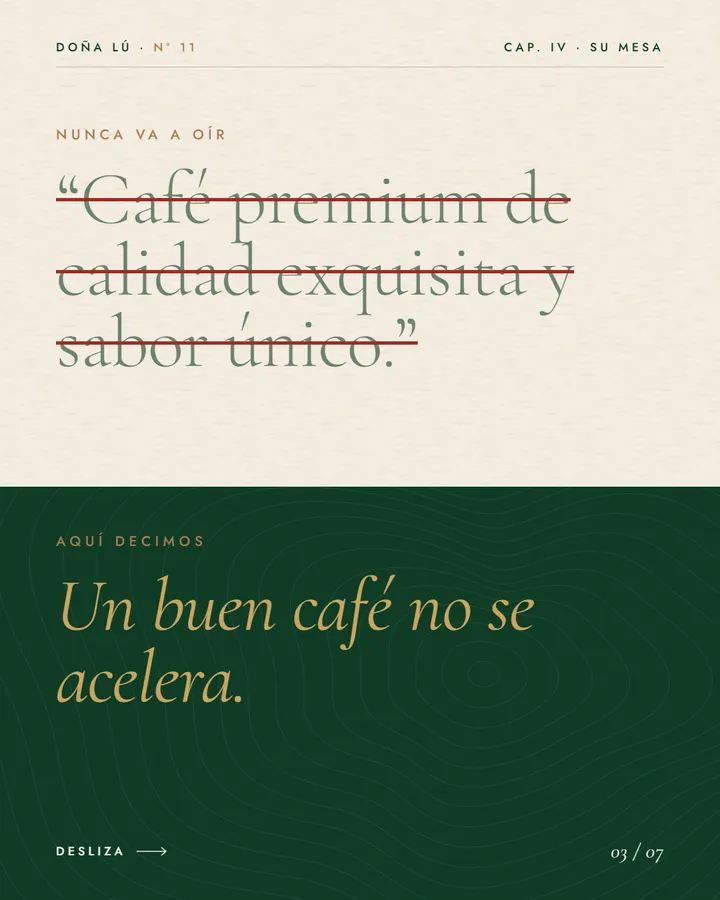 DOÑA LÚ · N° 11
CAP. IV · SU MESA
NUNCA VA A OÍR
“Café premium de
calidad exquisita y
sabor único.”
AQUÍ DECIMOS
Un buen café no se
acelera.
DESLIZA →
03 / 07